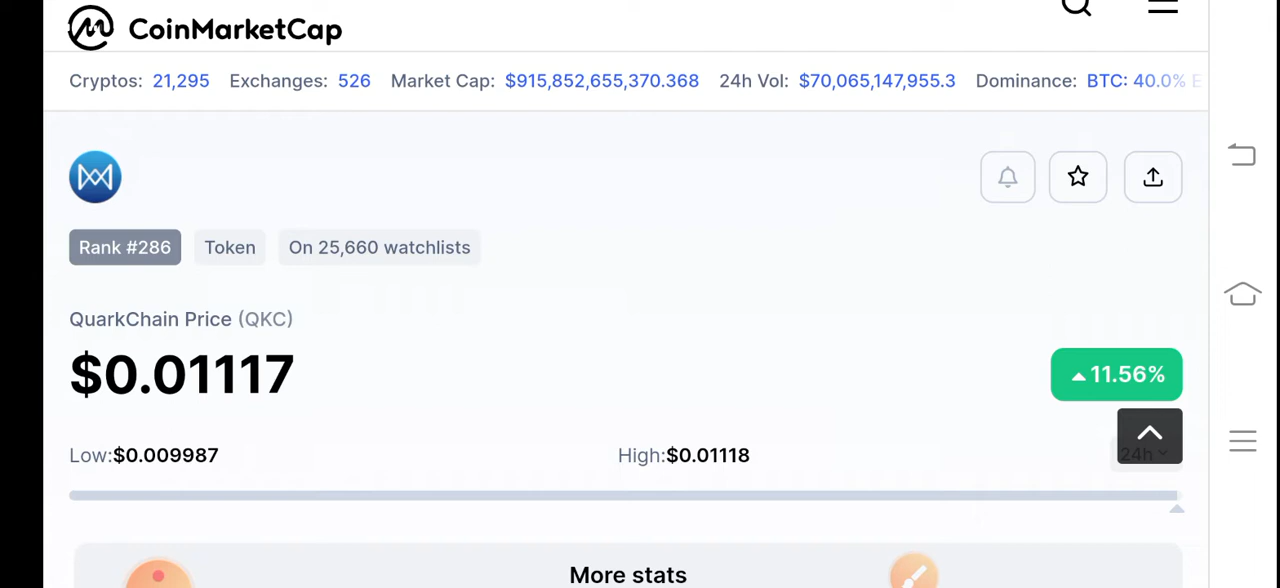 CoinMarketCap
Cryptos: 21,295 Exchanges: 526 Market Cap: $915,852,655,370.368 24h Vol: $70,065,147,955.3 Dominance: BTC: 40.0% E
Rank #286 Token On 25,660 watchlists
QuarkChain Price (QKC)
$0.01117 11.56%
Low:$0.009987 High:$0.01118 24h
More stats